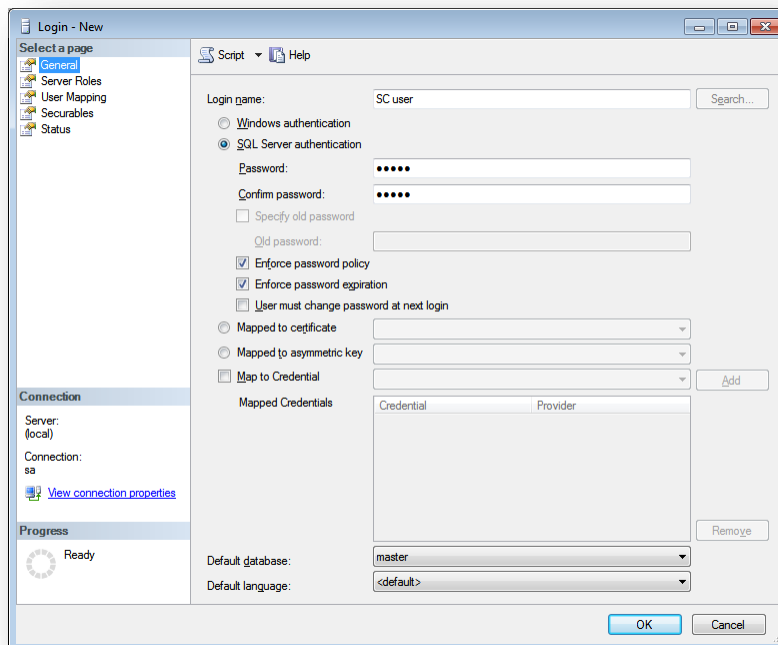 Login - New
Select a page
General
Server Roles
User Mapping
Securables
Status
Script
Help
Login name:
SC user
Search...
Windows authentication
SQL Server authentication
Password:
●●●●●
Confirm password:
●●●●●
Specify old password
Old password:
Enforce password policy
Enforce password expiration
User must change password at next login
Mapped to certificate
Mapped to asymmetric key
Map to Credential
Add
Mapped Credentials
Credential
Provider
Remove
Default database:
master
Default language:
<default>
Connection
Server:
(local)
Connection:
sa
View connection properties
Progress
Ready
OK
Cancel